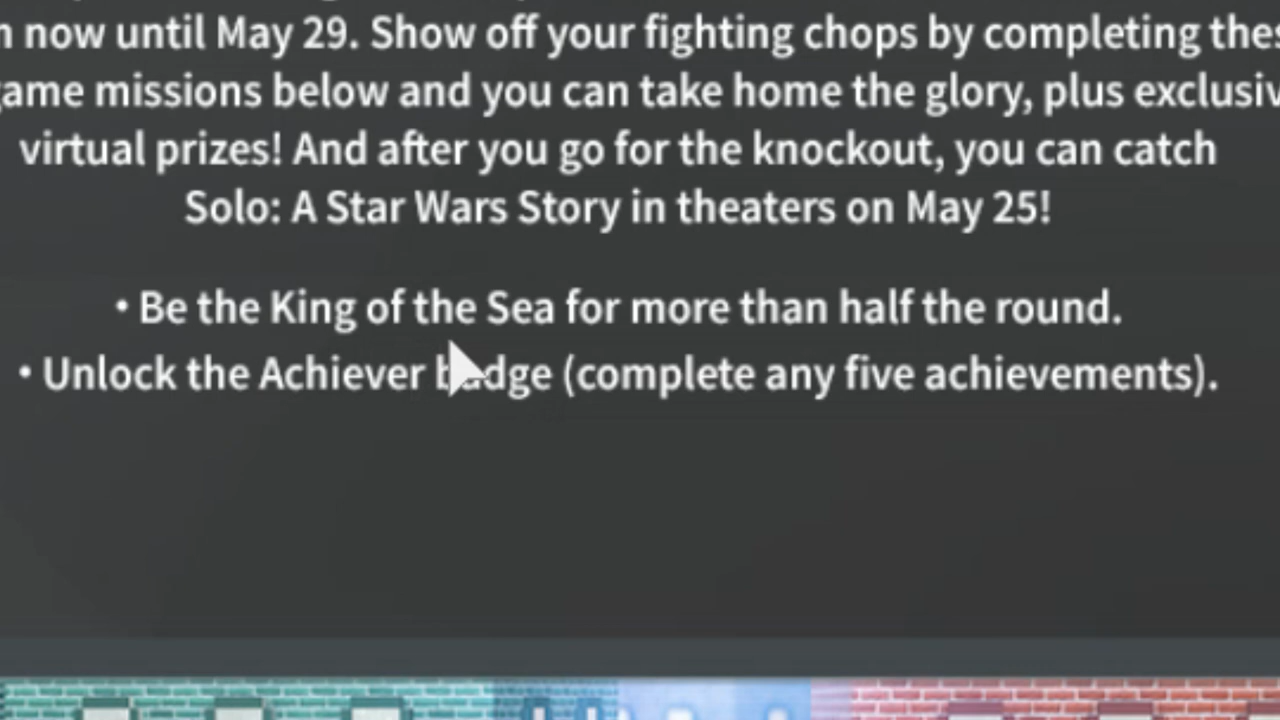 now until May 29. Show off your fighting chops by completing these
game missions below and you can take home the glory, plus exclusiv
virtual prizes! And after you go for the knockout, you can catch
Solo: A Star Wars Story in theaters on May 25!
• Be the King of the Sea for more than half the round.
• Unlock the Achiever badge (complete any five achievements).